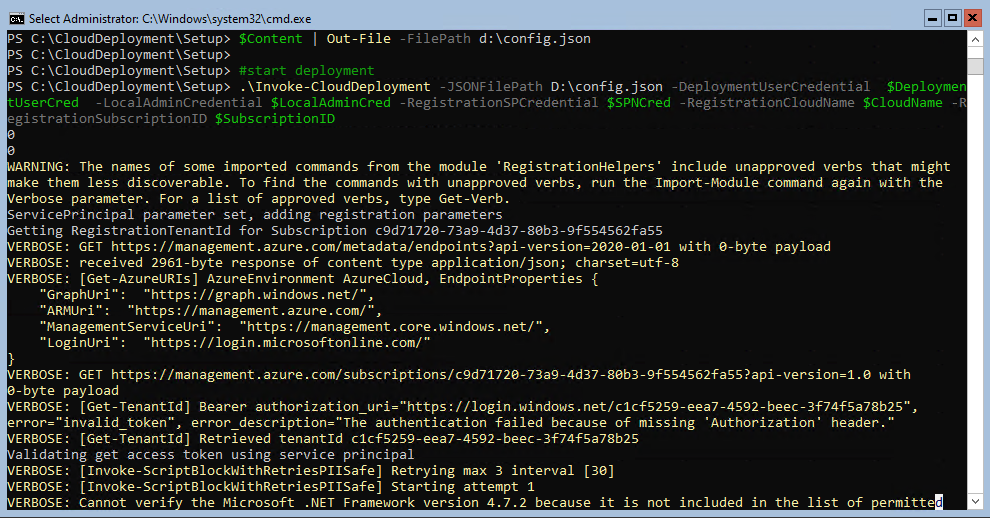 Select Administrator: C:\Windows\system32\cmd.exe
PS C:\CloudDeployment\Setup> $Content | Out-File -FilePath d:\config.json
PS C:\CloudDeployment\Setup>
PS C:\CloudDeployment\Setup> #start deployment
PS C:\CloudDeployment\Setup> .\Invoke-CloudDeployment -JSONFilePath D:\config.json -DeploymentUserCredential  $Deploymen
tUserCred  -LocalAdminCredential $LocalAdminCred -RegistrationSPCredential $SPNCred -RegistrationCloudName $CloudName -R
egistrationSubscriptionID $SubscriptionID
0
0
WARNING: The names of some imported commands from the module 'RegistrationHelpers' include unapproved verbs that might
make them less discoverable. To find the commands with unapproved verbs, run the Import-Module command again with the
Verbose parameter. For a list of approved verbs, type Get-Verb.
ServicePrincipal parameter set, adding registration parameters
Getting RegistrationTenantId for Subscription c9d71720-73a9-4d37-80b3-9f554562fa55
VERBOSE: GET https://management.azure.com/metadata/endpoints?api-version=2020-01-01 with 0-byte payload
VERBOSE: received 2961-byte response of content type application/json; charset=utf-8
VERBOSE: [Get-AzureURIs] AzureEnvironment AzureCloud, EndpointProperties {
    "GraphUri":  "https://graph.windows.net/",
    "ARMUri":  "https://management.azure.com/",
    "ManagementServiceUri":  "https://management.core.windows.net/",
    "LoginUri":  "https://login.microsoftonline.com/"
}
VERBOSE: GET https://management.azure.com/subscriptions/c9d71720-73a9-4d37-80b3-9f554562fa55?api-version=1.0 with
0-byte payload
VERBOSE: [Get-TenantId] Bearer authorization_uri="https://login.windows.net/c1cf5259-eea7-4592-beec-3f74f5a78b25",
error="invalid_token", error_description="The authentication failed because of missing 'Authorization' header."
VERBOSE: [Get-TenantId] Retrieved tenantId c1cf5259-eea7-4592-beec-3f74f5a78b25
Validating get access token using service principal
VERBOSE: [Invoke-ScriptBlockWithRetriesPIISafe] Retrying max 3 interval [30]
VERBOSE: [Invoke-ScriptBlockWithRetriesPIISafe] Starting attempt 1
VERBOSE: Cannot verify the Microsoft .NET Framework version 4.7.2 because it is not included in the list of permitted